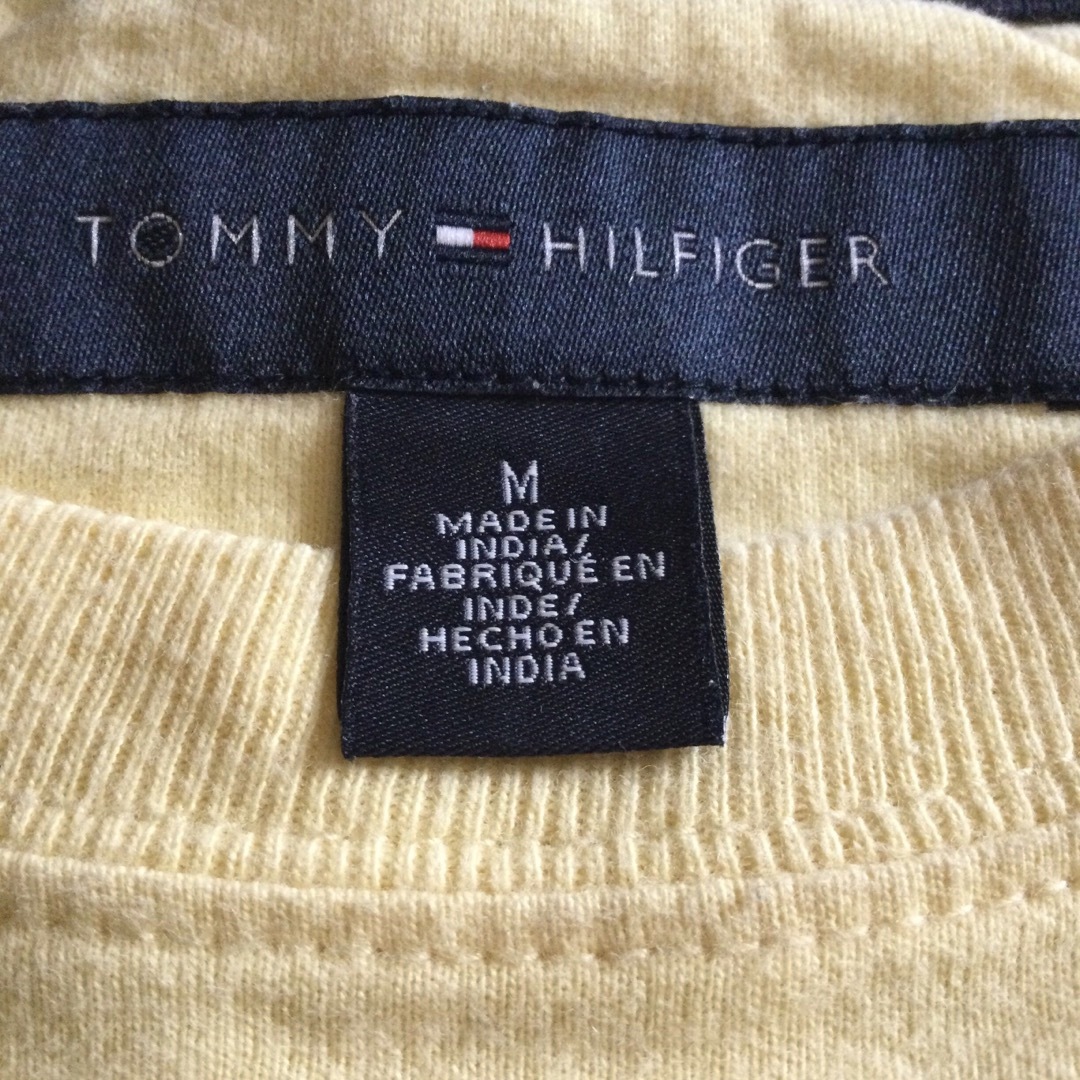 TOMMY HILFIGER
M
MADE IN
INDIA/
FABRIQUÉ EN
INDE/
HECHO EN
INDIA